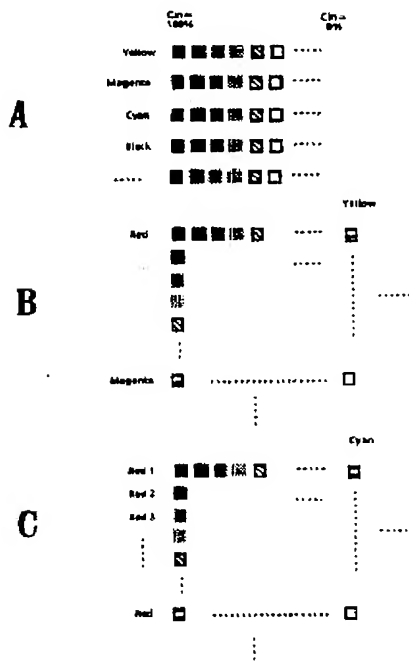 Cin= Cin=
100% 0%
Yellow
Magenta
A
Cyan
Black
Yellow
Red
B
Magenta
Cyan
Red 1
Red 2
Red 3
C
Red